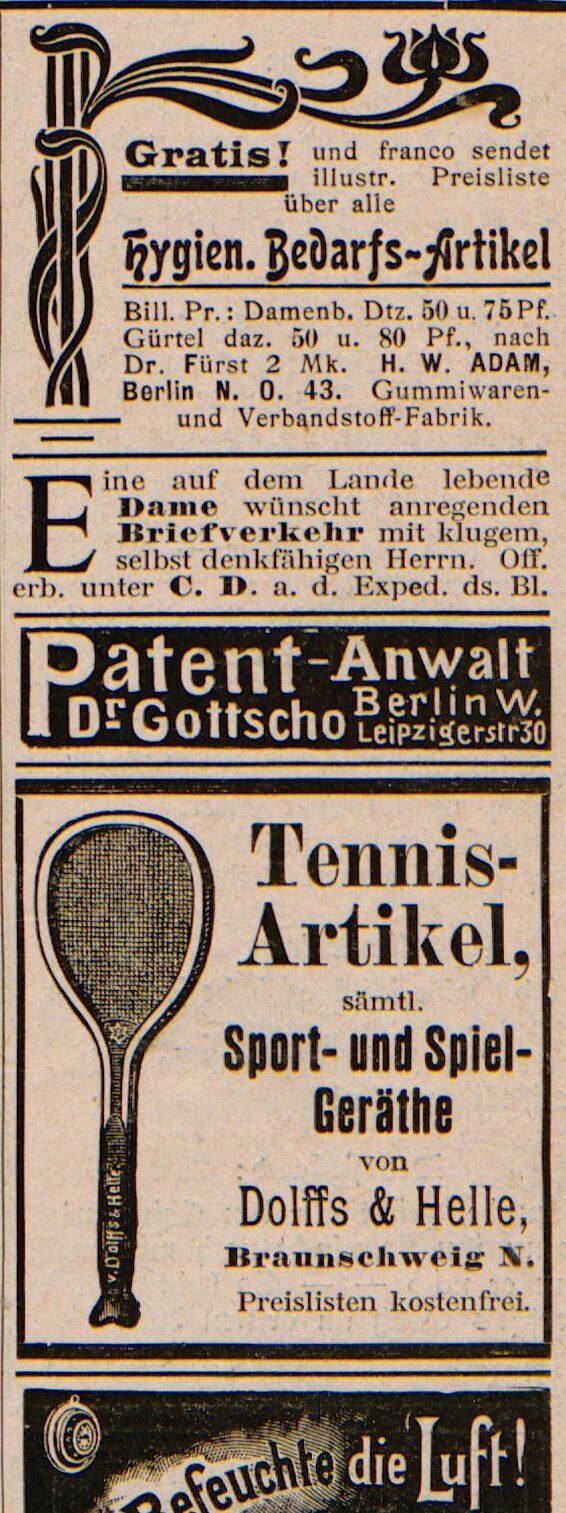 Gratis! und franco sendet
illustr. Preisliste
über alle
Hygien. Bedarfs-Artikel
Bill. Pr.: Damenb. Dtz. 50 u. 75 Pf.
Gürtel daz. 50 u. 80 Pf., nach
Dr. Fürst 2 Mk. H. W. ADAM,
Berlin N. O. 43. Gummiwaren-
und Verbandstoff-Fabrik.
Eine auf dem Lande lebende
Dame wünscht anregenden
Briefverkehr mit klugem,
selbst denkfähigen Herrn. Off.
erb. unter C. D. a. d. Exped. ds. Bl.
Patent-Anwalt
Dr Gottscho Berlin W.
Leipzigerstr 30
Tennis-
Artikel,
sämtl.
Sport- und Spiel-
Geräthe
von
Dolffs & Helle,
Braunschweig N.
Preislisten kostenfrei.
v. Dolffs & Helle.
Befeuchte die Luft!